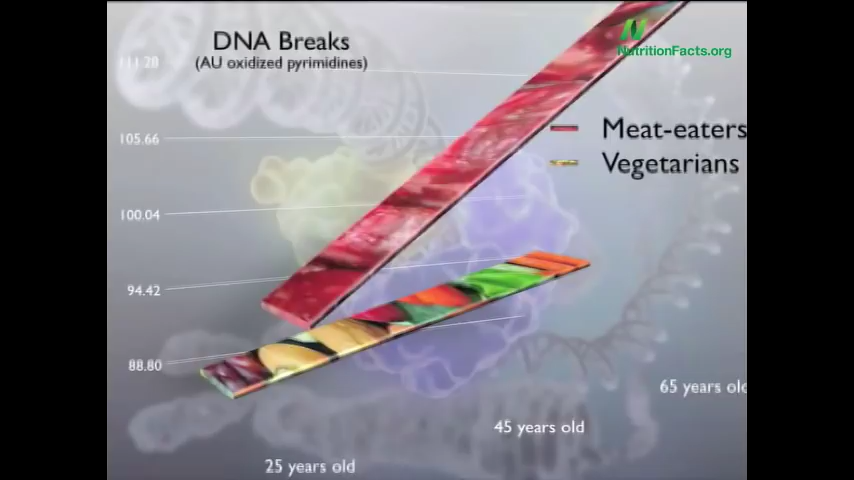 DNA Breaks
(AU oxidized pyrimidines)
NutritionFacts.org
111.28
105.66
100.04
94.42
88.80
Meat-eaters
Vegetarians
25 years old
45 years old
65 years old